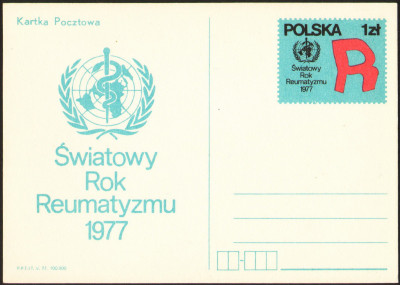 Kartka Pocztowa
Światowy
Rok
Reumatyzmu
1977
POLSKA 1zł
Światowy
Rok
Reumatyzmu
1977
R